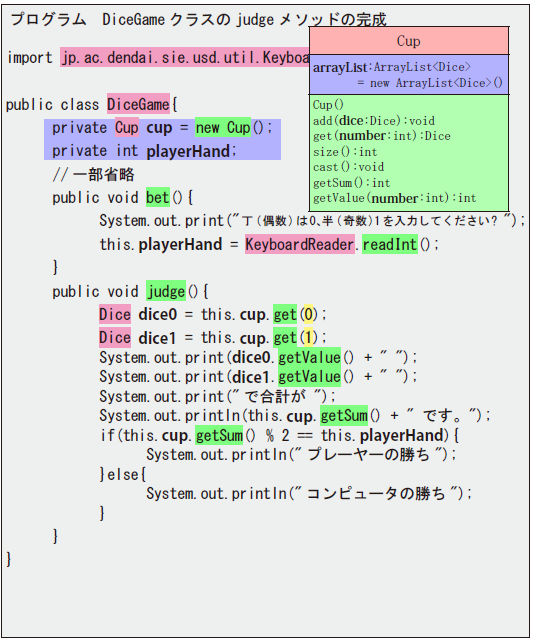 プログラム　DiceGame クラスの judge メソッドの完成
import jp.ac.dendai.sie.usd.util.Keyboa
Cup
arrayList:ArrayList<Dice>
= new ArrayList<Dice>()
Cup()
add(dice:Dice):void
get(number:int):Dice
size():int
cast():void
getSum():int
getValue(number:int):int
public class DiceGame{
private Cup cup = new Cup();
private int playerHand;
// 一部省略
public void bet(){
System.out.print("丁(偶数)は0、半(奇数)1を入力してください? ");
this.playerHand = KeyboardReader.readInt();
}
public void judge(){
Dice dice0 = this.cup.get(0);
Dice dice1 = this.cup.get(1);
System.out.print(dice0.getValue() + " ");
System.out.print(dice1.getValue() + " ");
System.out.print(" で合計が ");
System.out.println(this.cup.getSum() + " です。");
if(this.cup.getSum() % 2 == this.playerHand){
System.out.println(" プレーヤーの勝ち ");
}else{
System.out.println(" コンピュータの勝ち ");
}
}
}